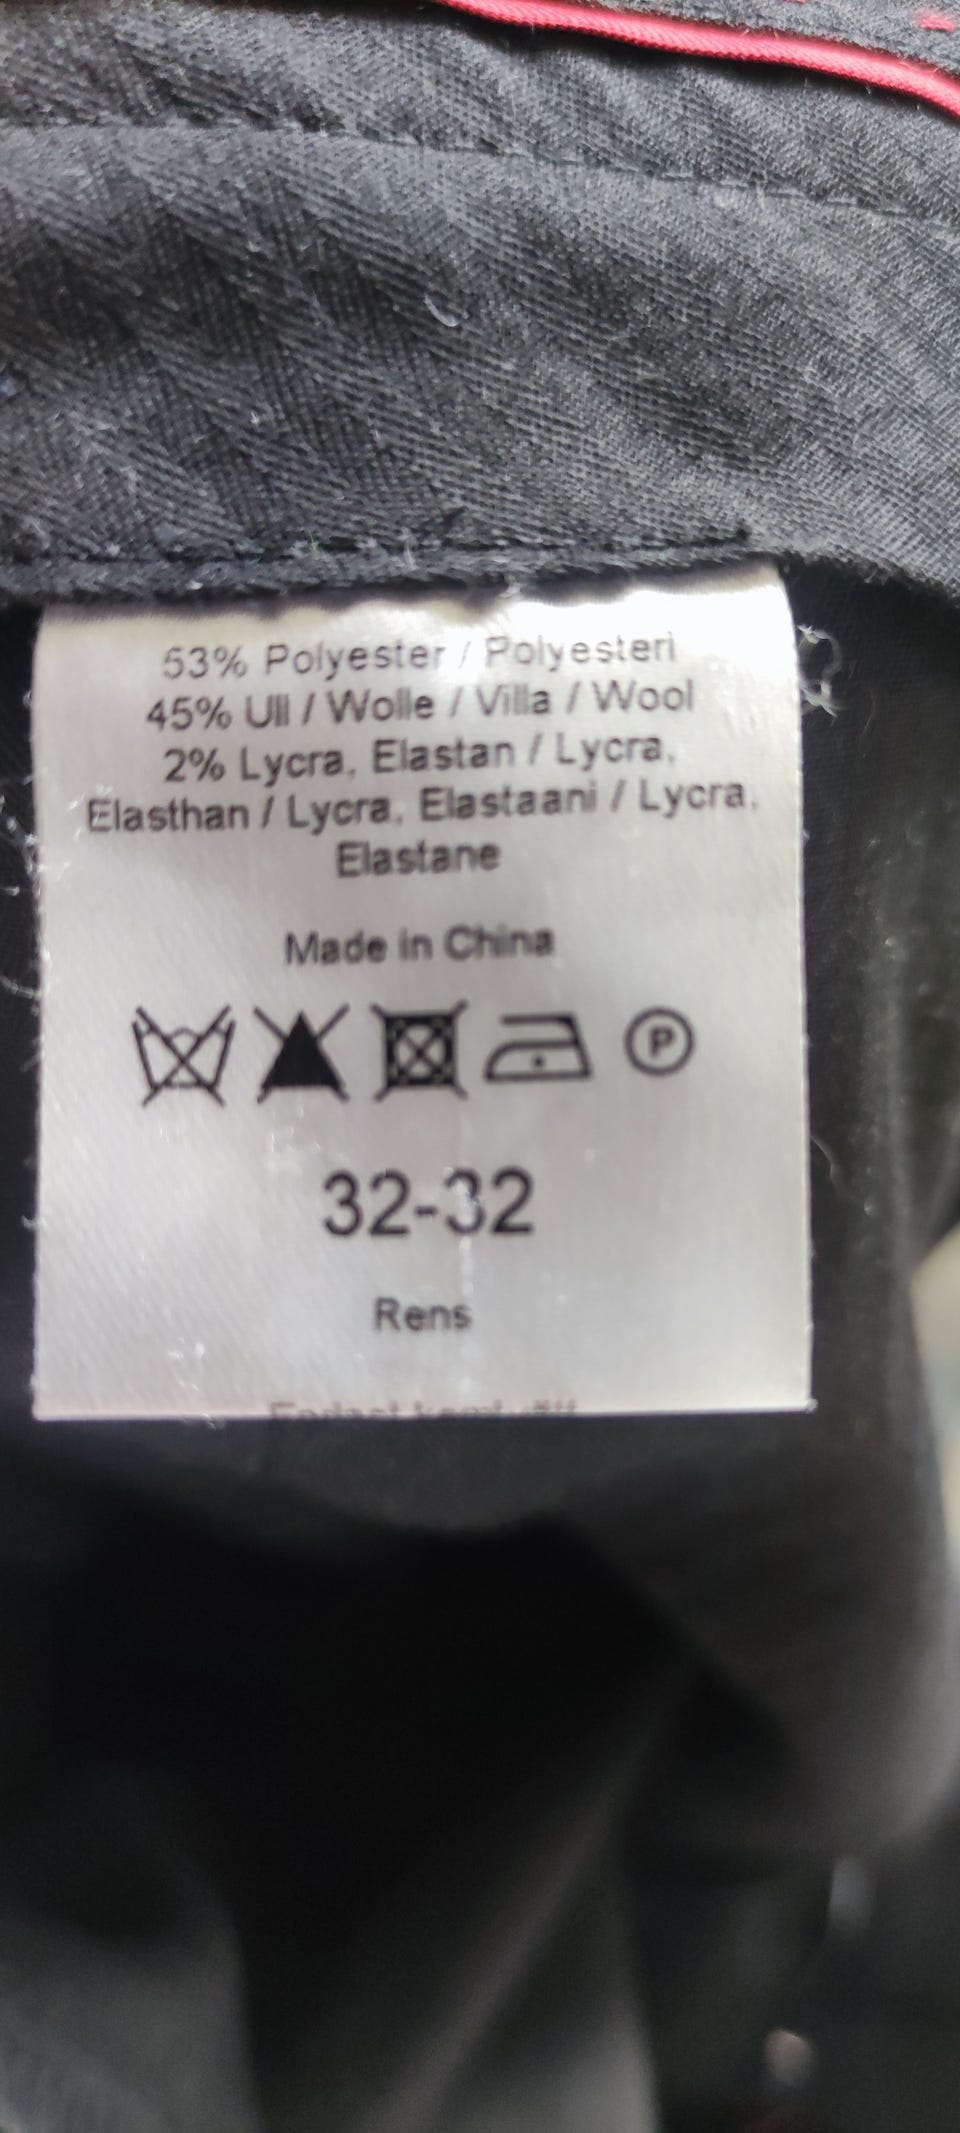 53% Polyester / Polyesteri
45% Ull / Wolle / Villa / Wool
2% Lycra, Elastan / Lycra,
Elasthan / Lycra, Elastaani / Lycra,
Elastane
Made in China
P
32-32
Rens